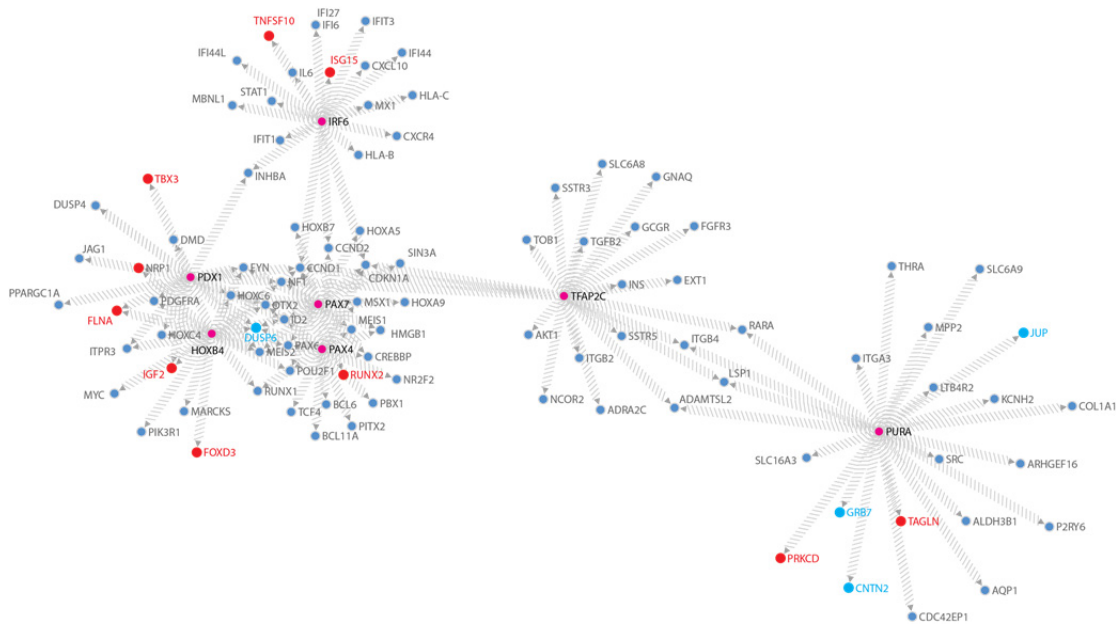 IFI27
TNFSF10
IFI6
IFIT3
IFI44L
ISG15
IFI44
CXCL10
IL6
STAT1
HLA-C
MBNL1
MX1
IRF6
CXCR4
IFIT1
HLA-B
SLC6A8
INHBA
GNAQ
TBX3
SSTR3
DUSP4
HOXB7
HOXA5
GCGR
FGFR3
DMD
TOB1
TGFB2
CCND2
SIN3A
JAG1
THRA
NRP1
FYN
CCND1
CDKN1A
SLC6A9
PDX1
NF1
INS
EXT1
PPARGC1A
PDGFRA
HOXC6
OTX2
PAX7
MSX1
HOXA9
TFAP2C
FLNA
ID2
MEIS1
HMGB1
RARA
MPP2
JUP
HOXC4
DUSP6
AKT1
SSTR5
ITGB4
ITPR3
HOXB4
PAX6
MEIS2
PAX4
CREBBP
ITGB2
ITGA3
IGF2
POU2F1
RUNX2
NR2F2
LSP1
LTB4R2
MYC
RUNX1
NCOR2
KCNH2
MARCKS
TCF4
BCL6
PBX1
ADRA2C
ADAMTSL2
COL1A1
PIK3R1
BCL11A
PITX2
PURA
FOXD3
SLC16A3
SRC
ARHGEF16
GRB7
TAGLN
ALDH3B1
P2RY6
PRKCD
CNTN2
AQP1
CDC42EP1